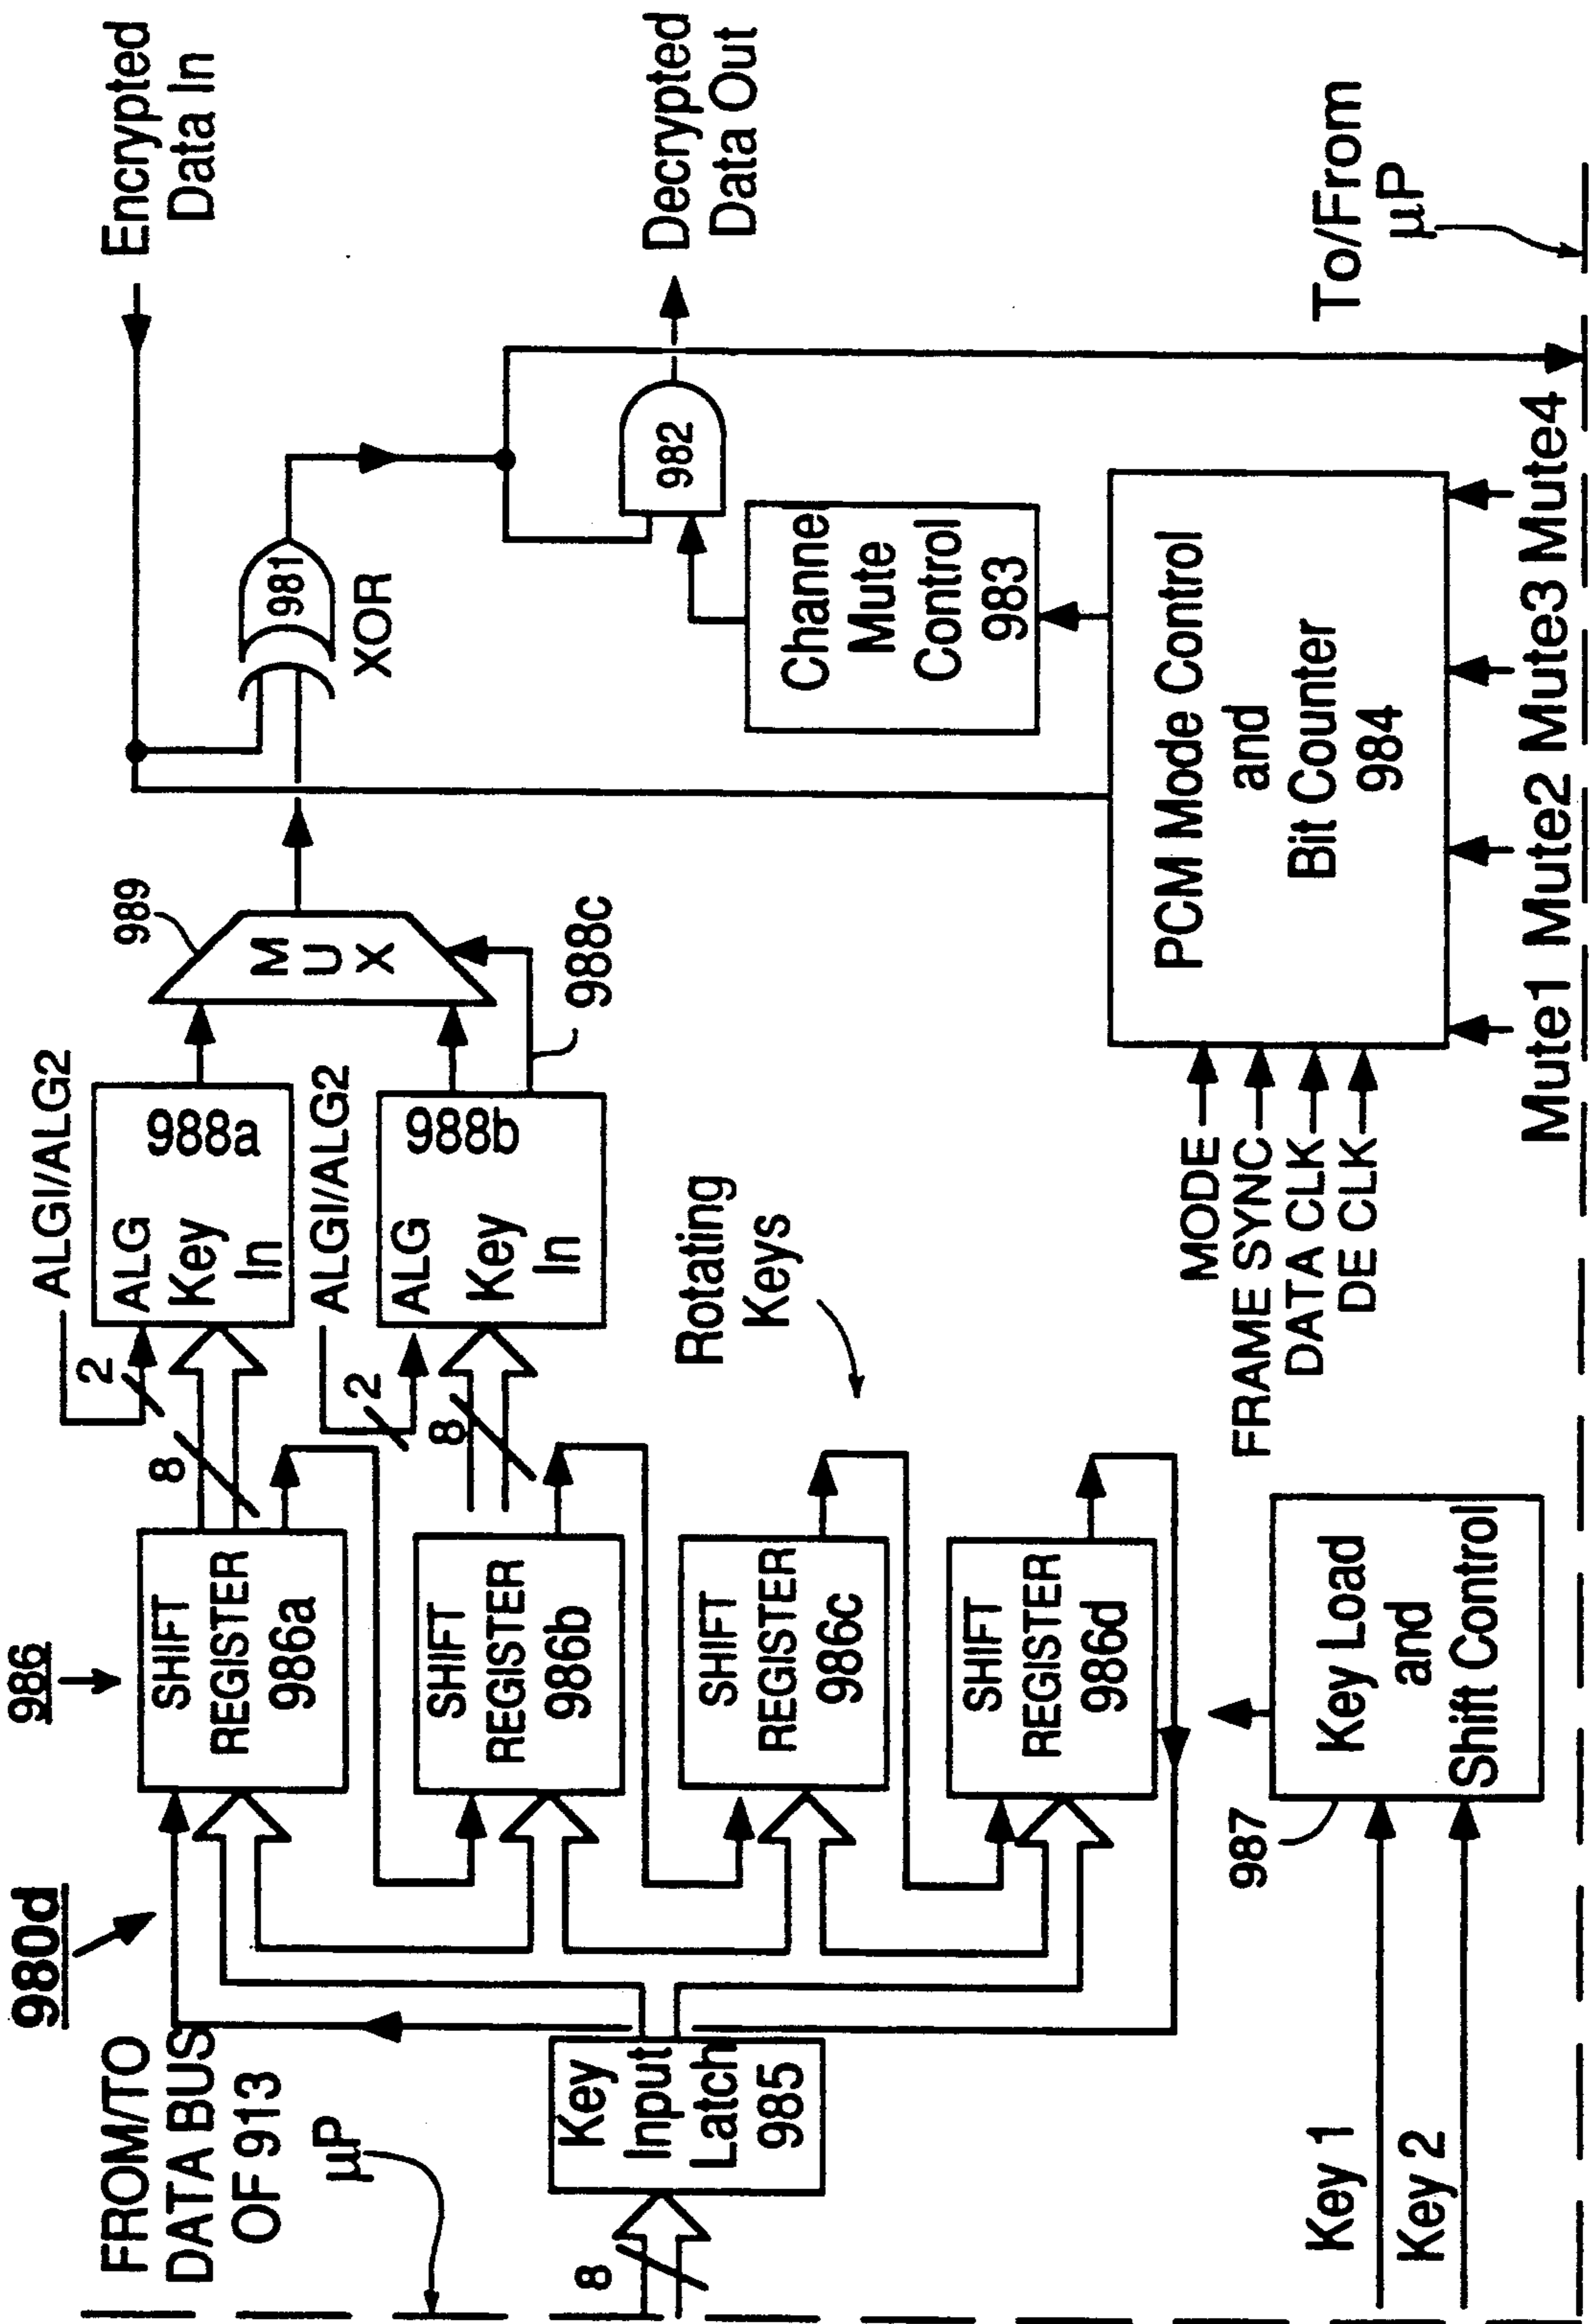 980d
FROM/TO
DATA BUS
OF 913
µP
8
Key
Input
Latch
985
986
SHIFT
REGISTER
986a
SHIFT
REGISTER
986b
SHIFT
REGISTER
986c
SHIFT
REGISTER
986d
Key 1
Key 2
987
Key Load
and
Shift Control
8
2
ALGI/ALG2
ALG
988a
Key
In
8
2
ALGI/ALG2
ALG
988b
Key
In
Rotating
Keys
989
M
U
X
988c
981
XOR
Encrypted
Data In
982
Decrypted
Data Out
Channe
Mute
Control
983
MODE
FRAME SYNC
DATA CLK
DE CLK
PCM Mode Control
and
Bit Counter
984
Mute1 Mute2 Mute3 Mute4
To/From
µP